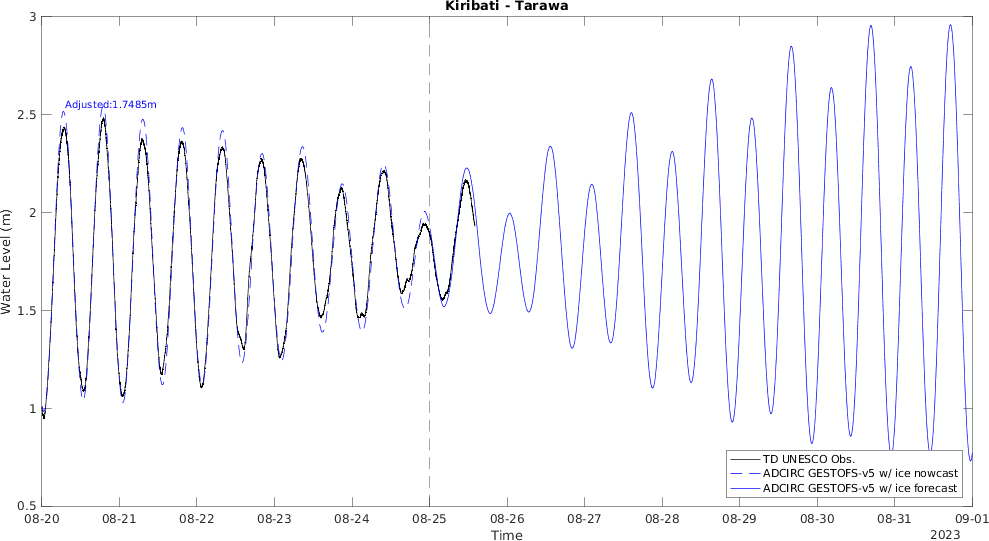 Kiribati - Tarawa
Adjusted:1.7485m
Water Level (m)
3
2.5
2
1.5
1
0.5
08-20 08-21 08-22 08-23 08-24 08-25 08-26 08-27 08-28 08-29 08-30 08-31 09-01
Time
2023
TD UNESCO Obs.
ADCIRC GESTOFS-v5 w/ ice nowcast
ADCIRC GESTOFS-v5 w/ ice forecast